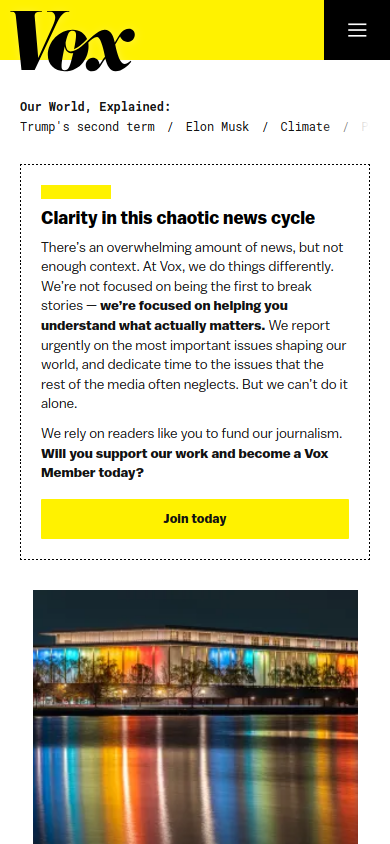 Vox
Our World, Explained:
Trump's second term / Elon Musk / Climate /
Clarity in this chaotic news cycle
There's an overwhelming amount of news, but not
enough context. At Vox, we do things differently.
We're not focused on being the first to break
stories — we're focused on helping you
understand what actually matters. We report
urgently on the most important issues shaping our
world, and dedicate time to the issues that the
rest of the media often neglects. But we can't do it
alone.
We rely on readers like you to fund our journalism.
Will you support our work and become a Vox
Member today?
Join today